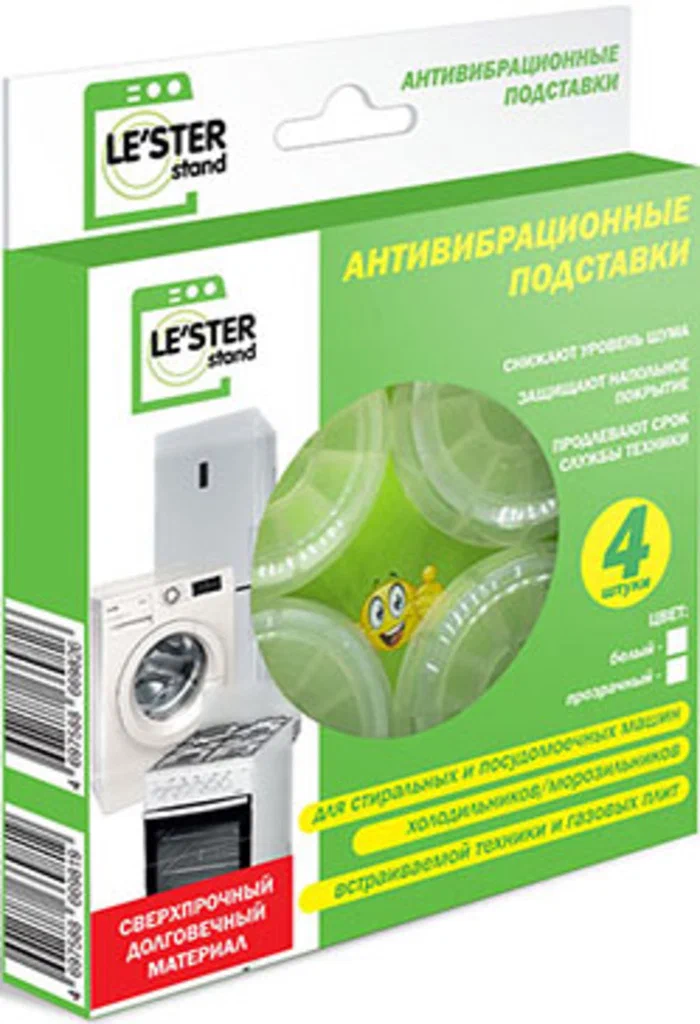 LE'STER
stand
АНТИВИБРАЦИОННЫЕ
ПОДСТАВКИ
LE'STER
stand
АНТИВИБРАЦИОННЫЕ
ПОДСТАВКИ
СНИЖАЮТ УРОВЕНЬ ШУМА
ЗАЩИЩАЮТ НАПОЛЬНОЕ
ПОКРЫТИЕ
ПРОДЛЕВАЮТ СРОК
СЛУЖБЫ ТЕХНИКИ
4
штуки
ЦВЕТ:
белый -
прозрачный -
для стиральных и посудомоечных машин
холодильников/морозильников
встраиваемой техники и газовых плит
СВЕРХПРОЧНЫЙ
ДОЛГОВЕЧНЫЙ
МАТЕРИАЛ